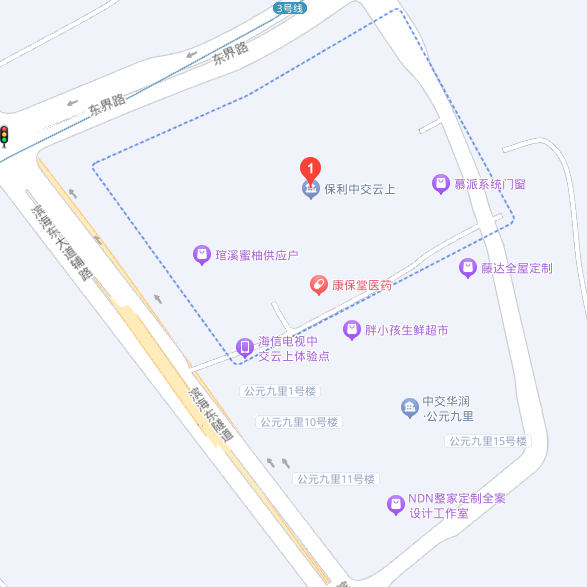 3号线
东界路
东界路
1
保利中交云上
慕派系统门窗
滨海东大道辅路
琯溪蜜柚供应户
藤达全屋定制
康保堂医药
胖小孩生鲜超市
海信电视中
交云上体验点
公元九里1号楼
滨海东隧道
中交华润
·公元九里
公元九里10号楼
公元九里15号楼
公元九里11号楼
NDN整家定制全案
设计工作室